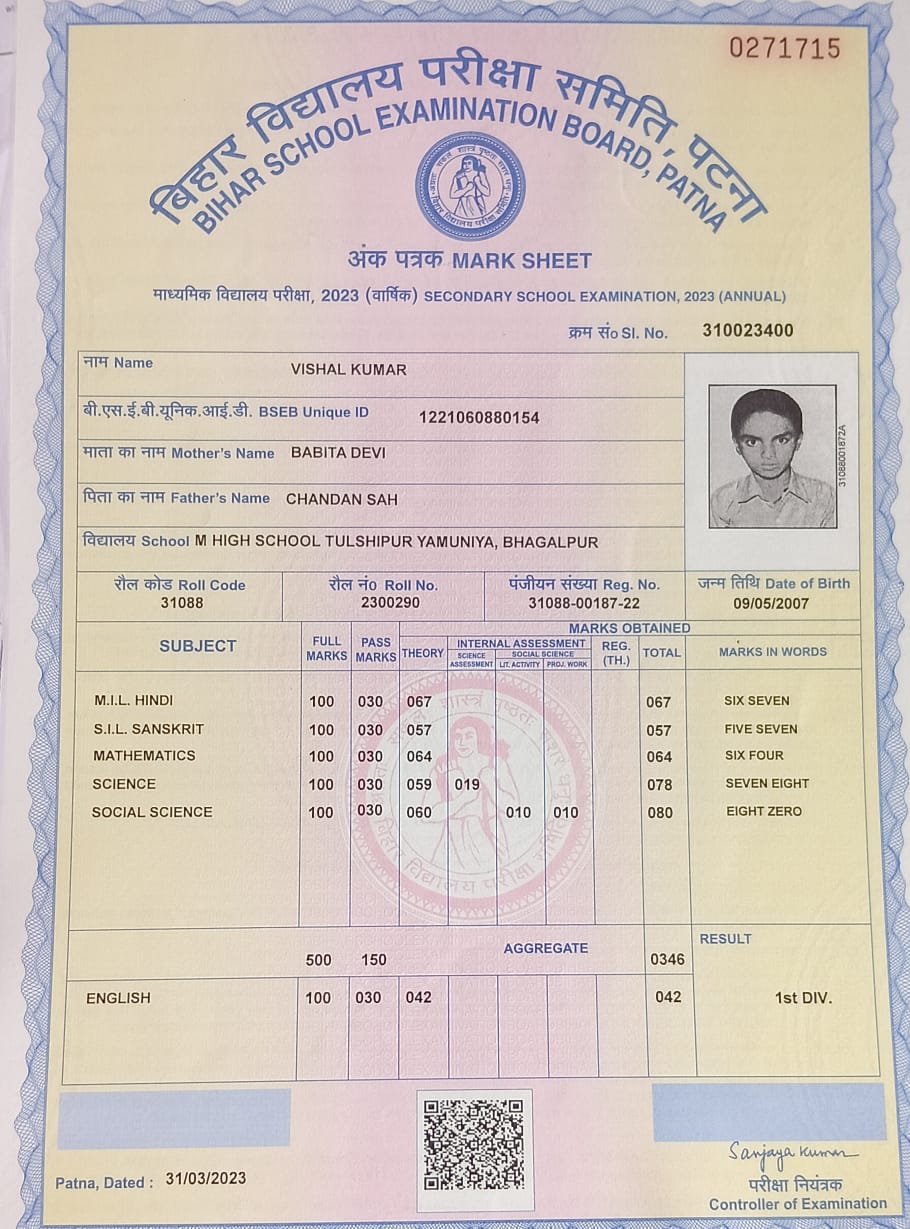 0271715
बिहार विद्यालय परीक्षा समिति, पटना
BIHAR SCHOOL EXAMINATION BOARD, PATNA
अंक पत्रक MARK SHEET
माध्यमिक विद्यालय परीक्षा, 2023 (वार्षिक) SECONDARY SCHOOL EXAMINATION, 2023 (ANNUAL)
क्रम सं० Sl. No. 310023400
नाम Name VISHAL KUMAR
बी.एस.ई.बी.यूनिक.आई.डी. BSEB Unique ID 1221060880154
माता का नाम Mother's Name BABITA DEVI
पिता का नाम Father's Name CHANDAN SAH
31088001872A
विद्यालय School M HIGH SCHOOL TULSHIPUR YAMUNIYA, BHAGALPUR
रौल कोड Roll Code रौल नं० Roll No. पंजीयन संख्या Reg. No. जन्म तिथि Date of Birth
31088 2300290 31088-00187-22 09/05/2007
SUBJECT FULL MARKS PASS MARKS MARKS OBTAINED
THEORY INTERNAL ASSESSMENT REG. (TH.) TOTAL MARKS IN WORDS
SCIENCE ASSESSMENT SOCIAL SCIENCE LIT. ACTIVITY PROJ. WORK
M.I.L. HINDI 100 030 067 067 SIX SEVEN
S.I.L. SANSKRIT 100 030 057 057 FIVE SEVEN
MATHEMATICS 100 030 064 064 SIX FOUR
SCIENCE 100 030 059 019 078 SEVEN EIGHT
SOCIAL SCIENCE 100 030 060 010 010 080 EIGHT ZERO
बिहार विद्यालय परीक्षा समिति
500 150 AGGREGATE 0346 RESULT
ENGLISH 100 030 042 042 1st DIV.
Sanjaya Kumar
Patna, Dated : 31/03/2023
परीक्षा नियंत्रक
Controller of Examination